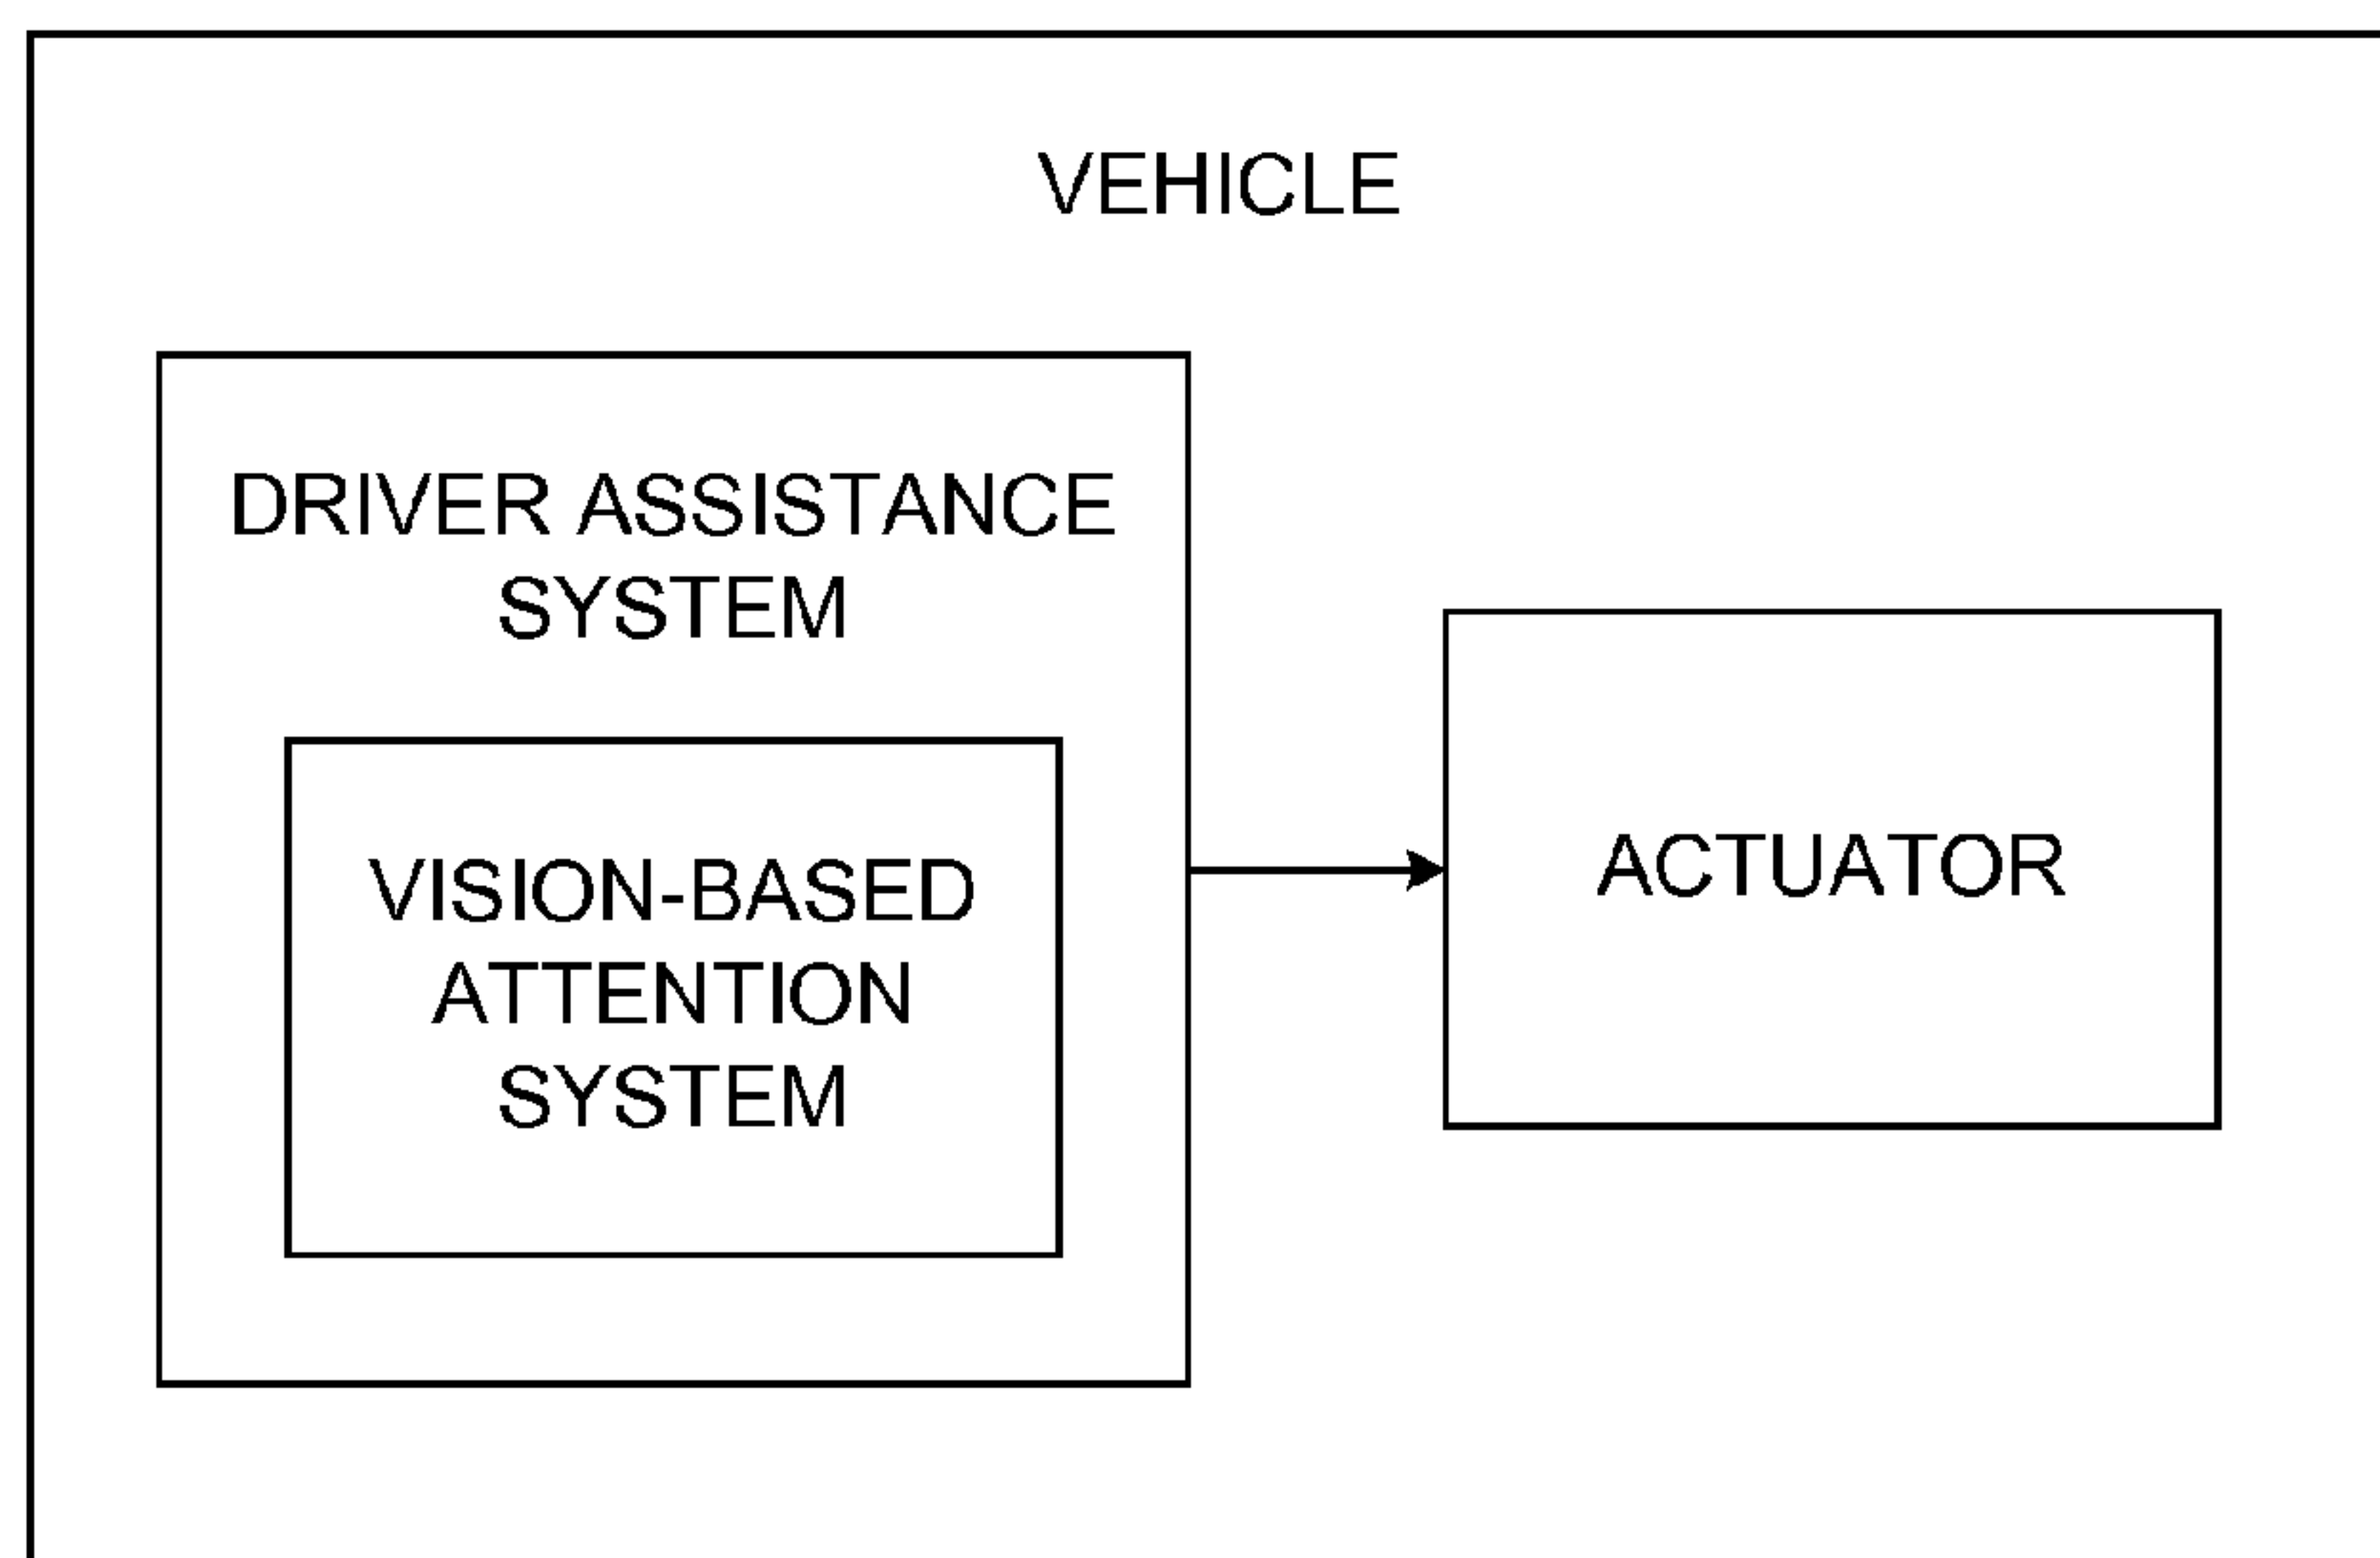 VEHICLE
DRIVER ASSISTANCE
SYSTEM
VISION-BASED
ATTENTION
SYSTEM
ACTUATOR